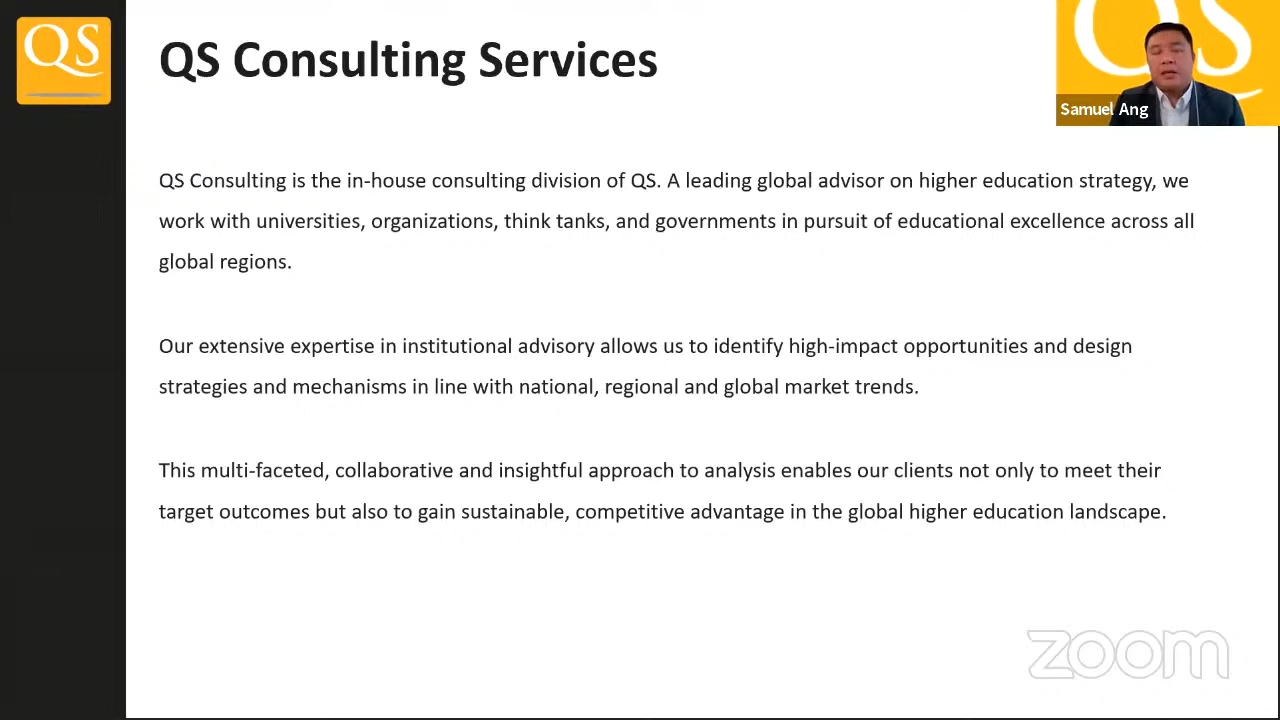 QS
QS Consulting Services
QS
Samuel Ang
QS Consulting is the in-house consulting division of QS. A leading global advisor on higher education strategy, we
work with universities, organizations, think tanks, and governments in pursuit of educational excellence across all
global regions.
Our extensive expertise in institutional advisory allows us to identify high-impact opportunities and design
strategies and mechanisms in line with national, regional and global market trends.
This multi-faceted, collaborative and insightful approach to analysis enables our clients not only to meet their
target outcomes but also to gain sustainable, competitive advantage in the global higher education landscape.
zoom